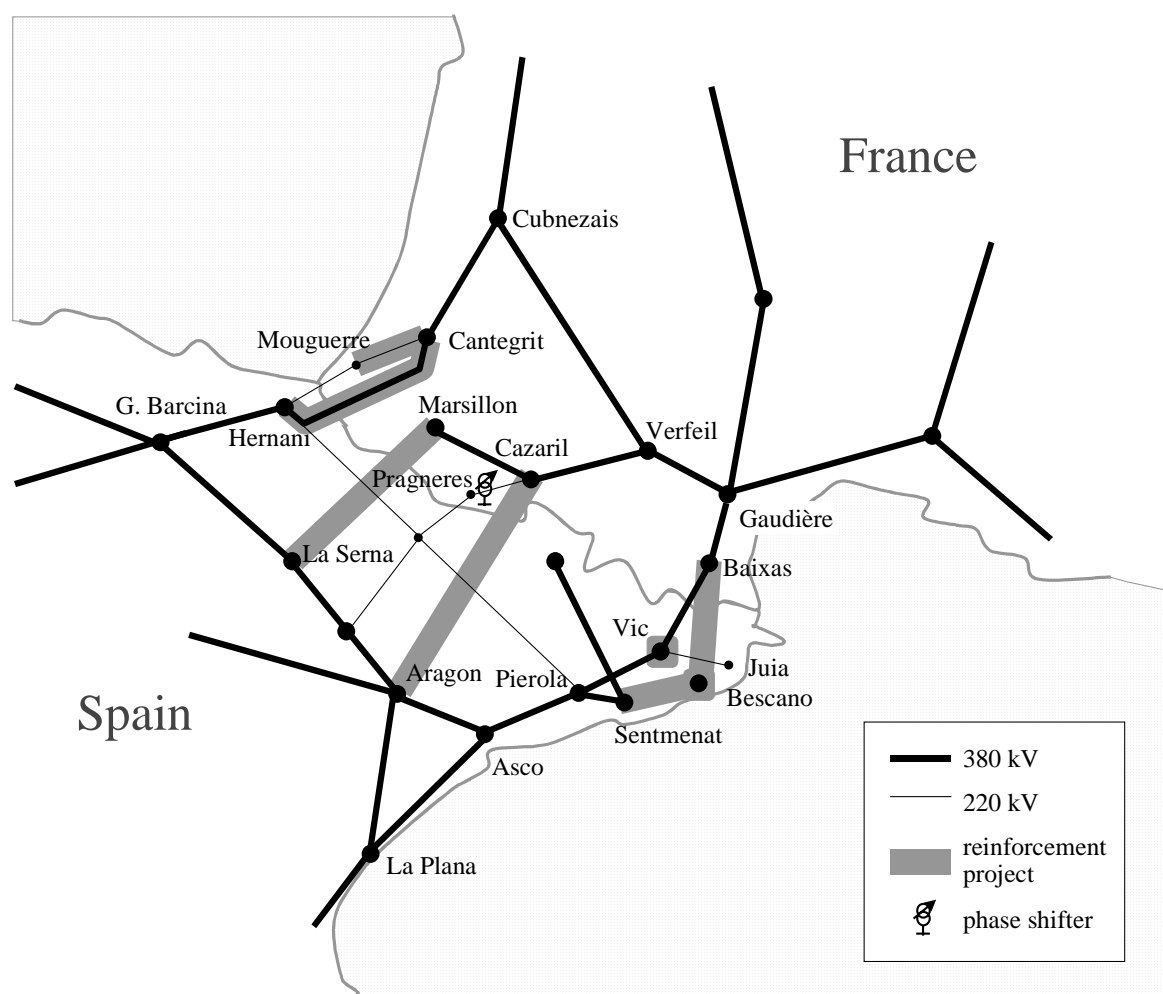 France
Cubnezais
Mouguerre
Cantegrit
G. Barcina
Marsillon
Hernani
Verfeil
Cazaril
Pragneres
Gaudière
La Serna
Baixas
Vic
Juia
Aragon
Pierola
Bescano
Spain
Sentmenat
Asco
380 kV
220 kV
reinforcement
project
La Plana
phase shifter